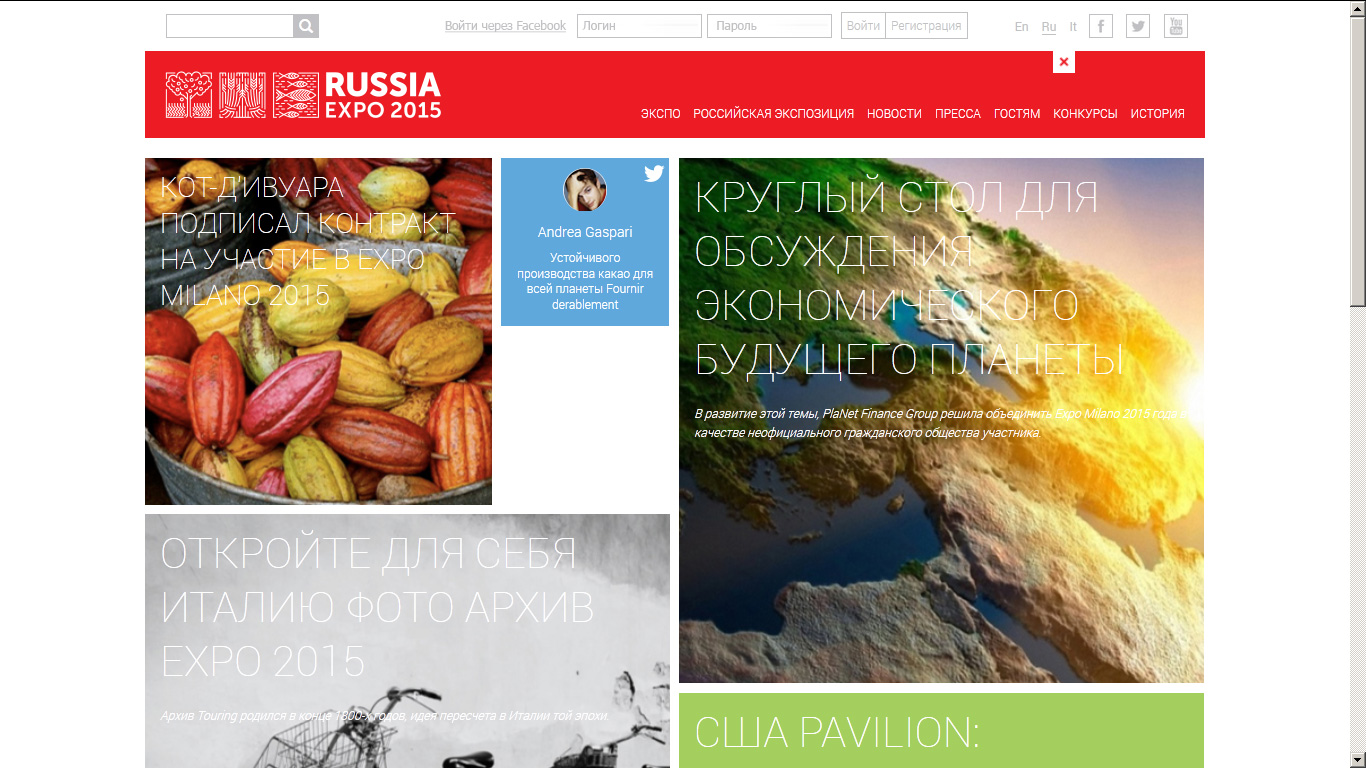 Войти через Facebook
Логин
Пароль
Войти
Регистрация
En
Ru
It
You
Tube
RUSSIA
EXPO 2015
ЭКСПО
РОССИЙСКАЯ ЭКСПОЗИЦИЯ
НОВОСТИ
ПРЕССА
ГОСТЯМ
КОНКУРСЫ
ИСТОРИЯ
КОТ-Д'ИВУАРА
ПОДПИСАЛ КОНТРАКТ
НА УЧАСТИЕ В EXPO
MILANO 2015
Andrea Gaspari
Устойчивого
производства какао для
всей планеты Fournir
derablement
КРУГЛЫЙ СТОЛ ДЛЯ
ОБСУЖДЕНИЯ
ЭКОНОМИЧЕСКОГО
БУДУЩЕГО ПЛАНЕТЫ
В развитие этой темы, PlaNet Finance Group решила объединить Expo Milano 2015 года в
качестве неофициального гражданского общества участника.
ОТКРОЙТЕ ДЛЯ СЕБЯ
ИТАЛИЮ ФОТО АРХИВ
EXPO 2015
Архив Touring родился в конце 1800-х годов, идея пересчета в Италии той эпохи.
США PAVILION: